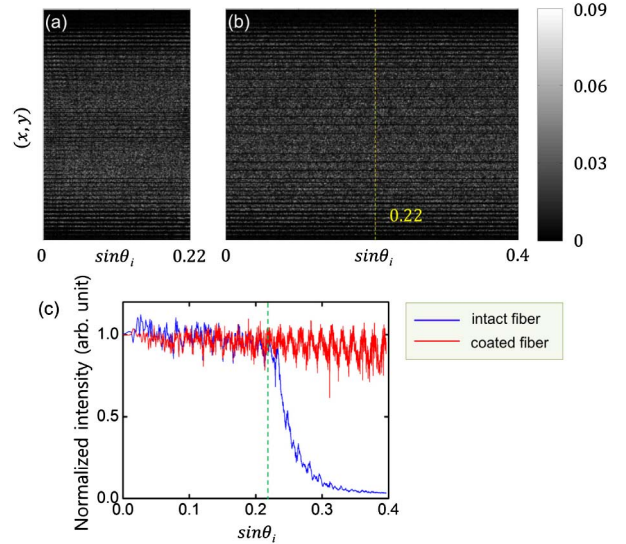 (a)
(b)
0.09
0.06
0.03
0
(x, y)
0.22
0
sinθi
0.22
0
sinθi
0.4
(c)
Normalized intensity (arb. unit)
1.0
0.5
0.0
0.0
0.1
0.2
0.3
0.4
sinθi
intact fiber
coated fiber